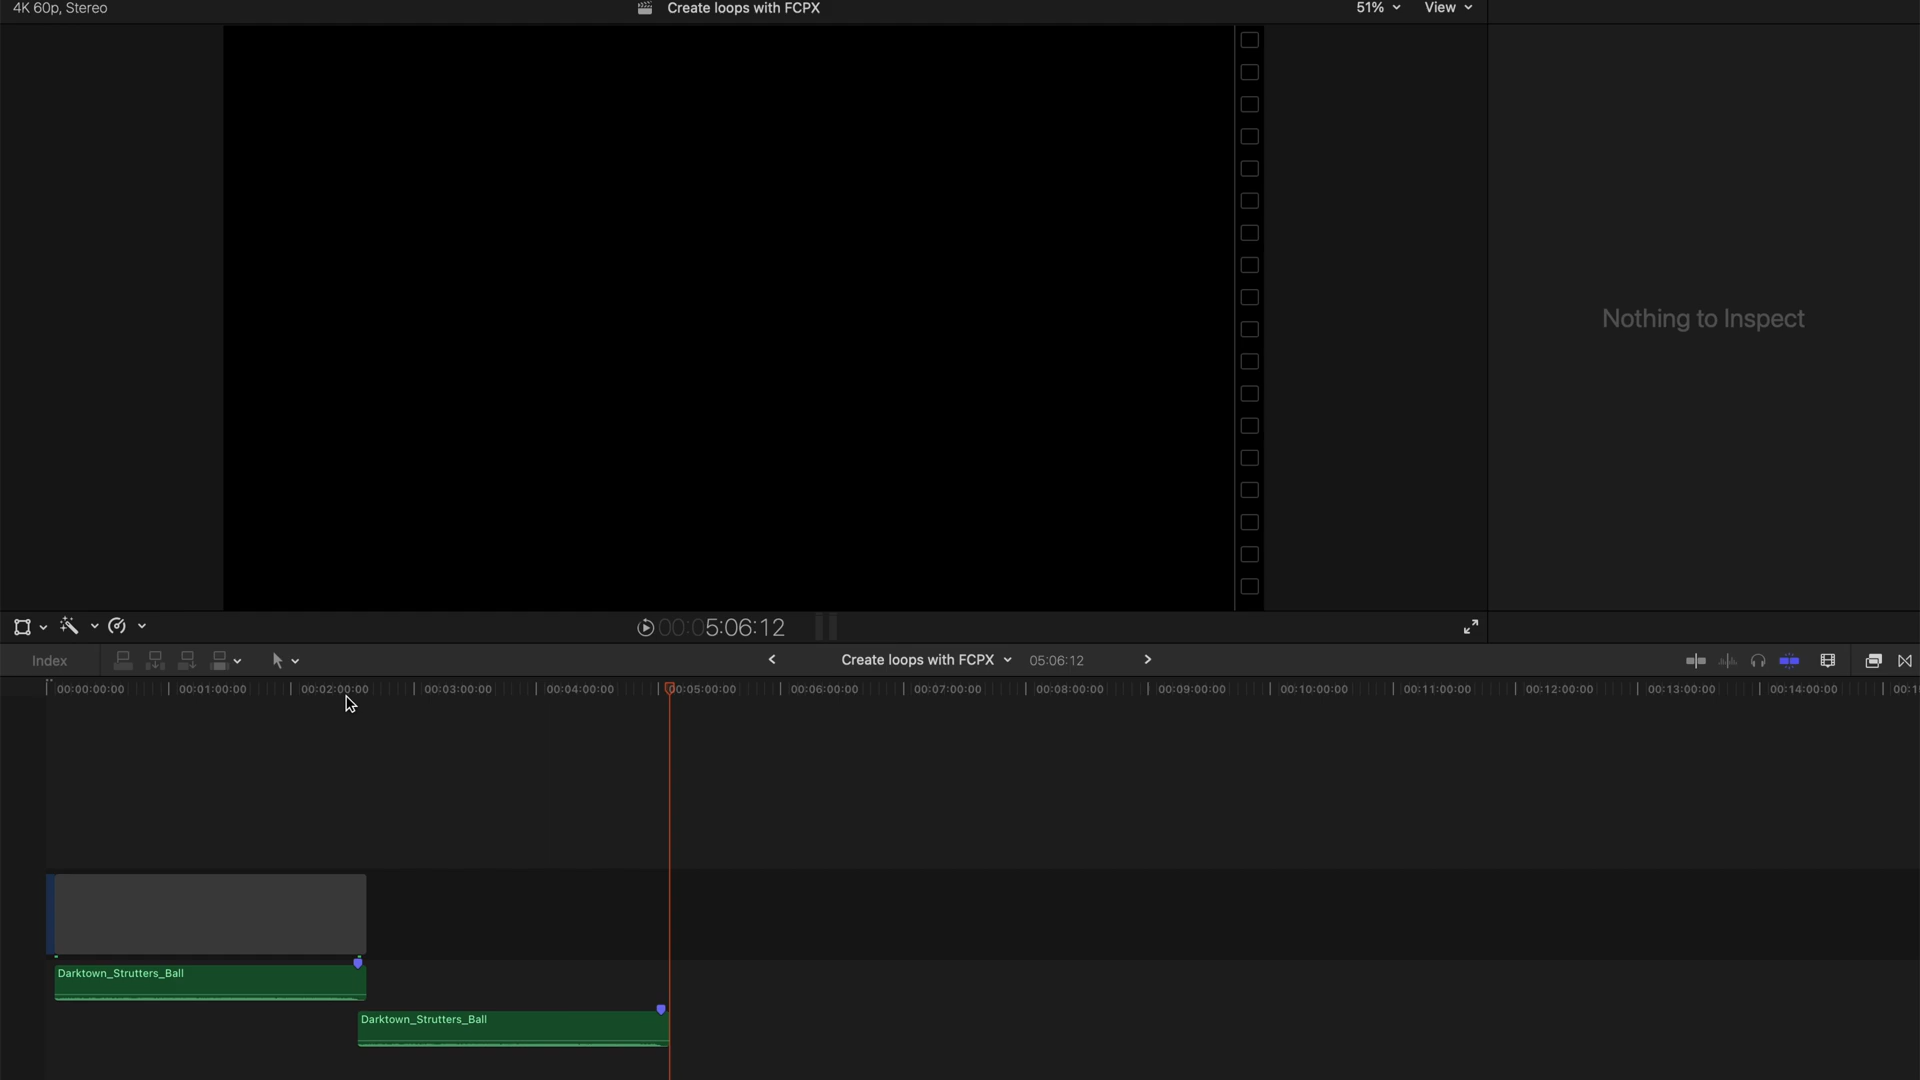 4K 60p, Stereo
Create loops with FCPX
51%
View
Nothing to Inspect
00:05:06:12
Index
Create loops with FCPX
05:06:12
00:00:00:00
00:01:00:00
00:02:00:00
00:03:00:00
00:04:00:00
00:05:00:00
00:06:00:00
00:07:00:00
00:08:00:00
00:09:00:00
00:10:00:00
00:11:00:00
00:12:00:00
00:13:00:00
00:14:00:00
Darktown_Strutters_Ball
Darktown_Strutters_Ball